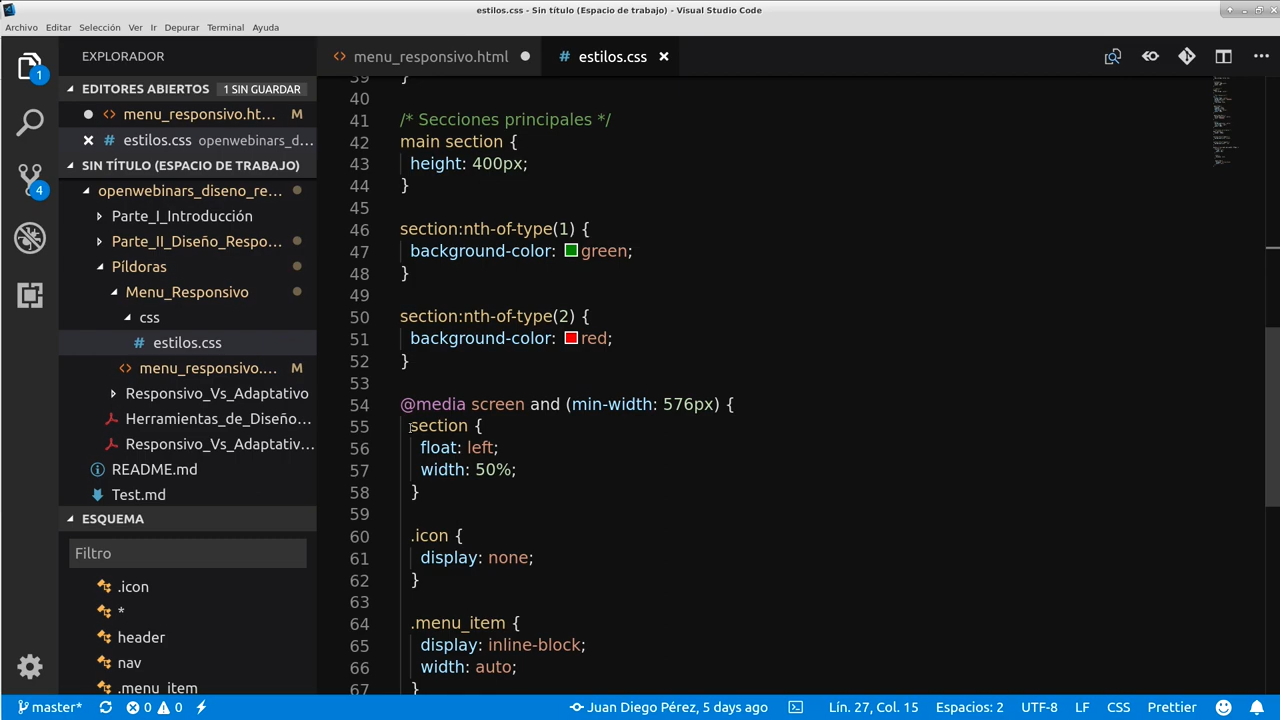 estilos.css - Sin título (Espacio de trabajo) - Visual Studio Code
Archivo Editar Selección Ver Ir Depurar Terminal Ayuda
EXPLORADOR
menu_responsivo.html
# estilos.css
EDITORES ABIERTOS 1 SIN GUARDAR
menu_responsivo.ht... M
# estilos.css openwebinars_d...
SIN TÍTULO (ESPACIO DE TRABAJO)
openwebinars_diseno_re...
Parte_I_Introducción
Parte_II_Diseño_Respo...
Píldoras
Menu_Responsivo
css
# estilos.css
menu_responsivo.... M
Responsivo_Vs_Adaptativo
Herramientas_de_Diseño...
Responsivo_Vs_Adaptativ...
README.md
Test.md
ESQUEMA
Filtro
.icon
*
header
nav
.menu_item
1
4
39 }
40
41 /* Secciones principales */
42 main section {
43 height: 400px;
44 }
45
46 section:nth-of-type(1) {
47 background-color: green;
48 }
49
50 section:nth-of-type(2) {
51 background-color: red;
52 }
53
54 @media screen and (min-width: 576px) {
55 section {
56 float: left;
57 width: 50%;
58 }
59
60 .icon {
61 display: none;
62 }
63
64 .menu_item {
65 display: inline-block;
66 width: auto;
67 }
master* 0 0 Juan Diego Pérez, 5 days ago Lín. 27, Col. 15 Espacios: 2 UTF-8 LF CSS Prettier